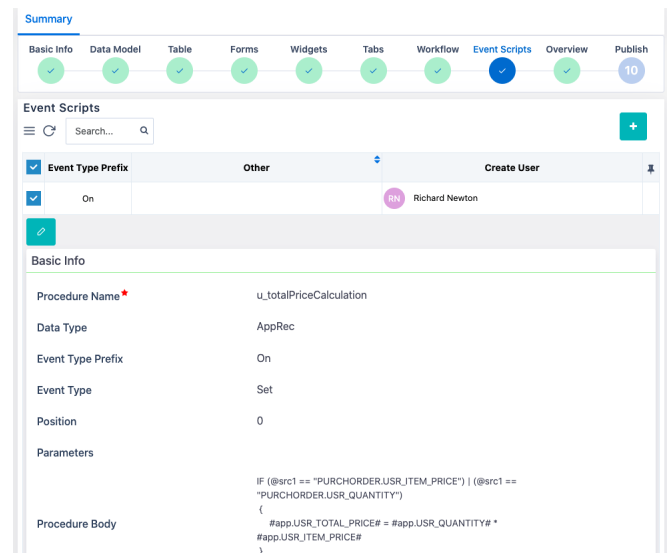 Summary
Basic Info Data Model Table Forms Widgets Tabs Workflow Event Scripts Overview Publish
10
Event Scripts
Search...
+
Event Type Prefix Other Create User
On RN Richard Newton
Basic Info
Procedure Name*
u_totalPriceCalculation
Data Type AppRec
Event Type Prefix On
Event Type Set
Position 0
Parameters
Procedure Body
IF (@src1 == "PURCHORDER.USR_ITEM_PRICE") | (@src1 ==
"PURCHORDER.USR_QUANTITY")
{
#app.USR_TOTAL_PRICE# = #app.USR_QUANTITY# *
#app.USR_ITEM_PRICE#
}